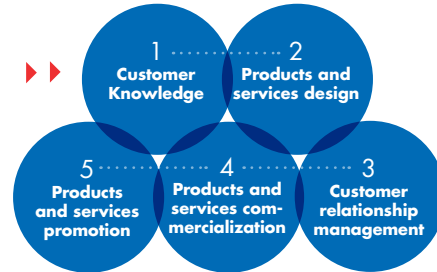 1
Customer
Knowledge
2
Products and
services design
5
Products
and services
promotion
4
Products and
services com-
mercialization
3
Customer
relationship
management